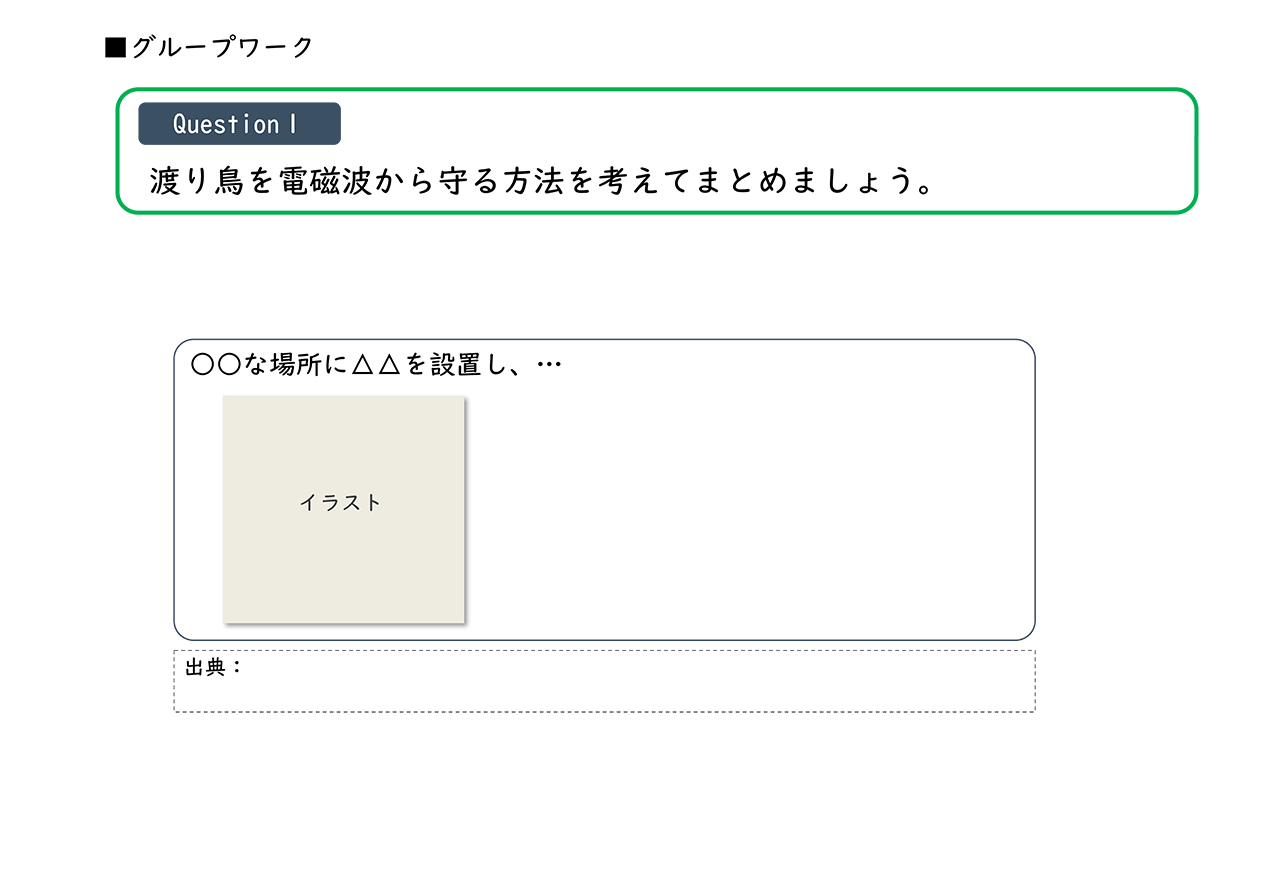 ■グループワーク
Question1
渡り鳥を電磁波から守る方法を考えてまとめましょう。
〇〇な場所に△△を設置し、…
イラスト
出典：